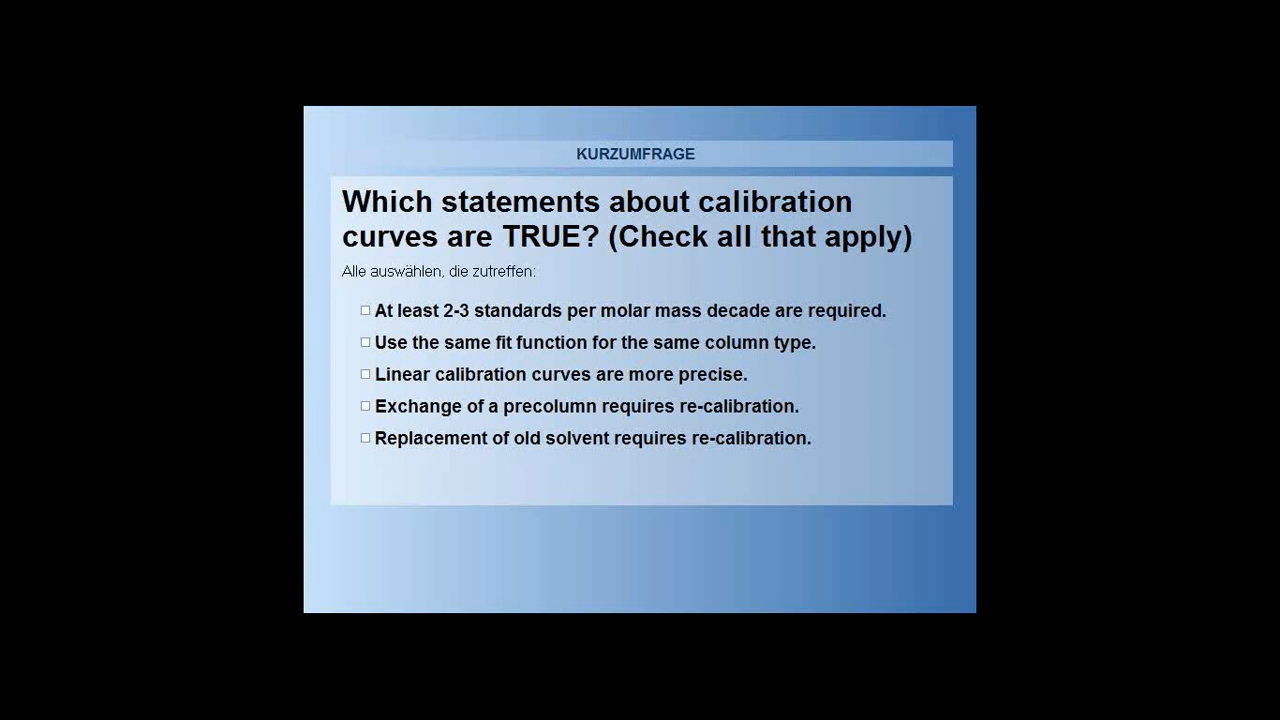 KURZUMFRAGE
Which statements about calibration
curves are TRUE? (Check all that apply)
Alle auswählen, die zutreffen:
At least 2-3 standards per molar mass decade are required.
Use the same fit function for the same column type.
Linear calibration curves are more precise.
Exchange of a precolumn requires re-calibration.
Replacement of old solvent requires re-calibration.